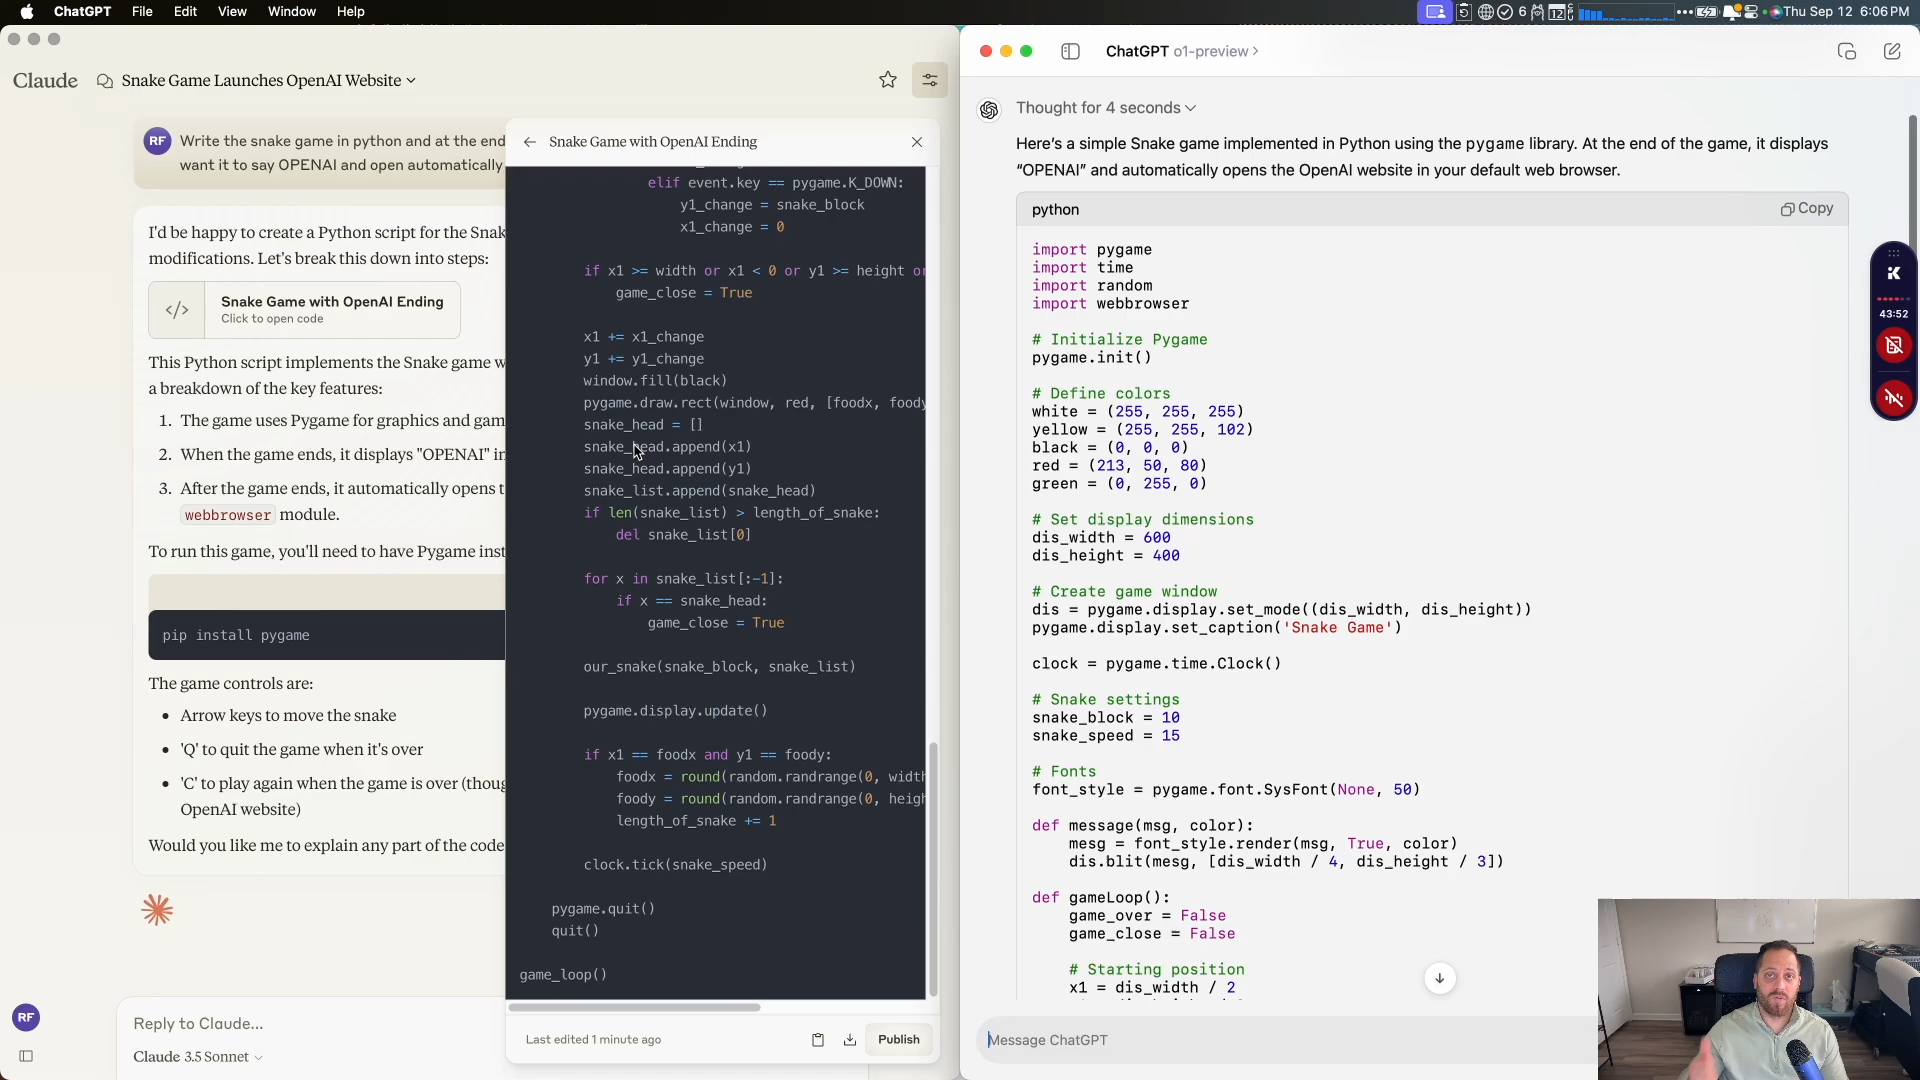 ChatGPT File Edit View Window Help
6 12 Thu Sep 12 6:06 PM
Claude Snake Game Launches OpenAI Website
RF Write the snake game in python and at the end
want it to say OPENAI and open automatically
I'd be happy to create a Python script for the Snak
modifications. Let's break this down into steps:
</> Snake Game with OpenAI Ending
Click to open code
This Python script implements the Snake game w
a breakdown of the key features:
1. The game uses Pygame for graphics and gam
2. When the game ends, it displays "OPENAI" in
3. After the game ends, it automatically opens t
webbrowser module.
To run this game, you'll need to have Pygame inst
pip install pygame
The game controls are:
• Arrow keys to move the snake
• 'Q' to quit the game when it's over
• 'C' to play again when the game is over (thoug
OpenAI website)
Would you like me to explain any part of the code
RF
Reply to Claude...
Claude 3.5 Sonnet
Snake Game with OpenAI Ending
elif event.key == pygame.K_DOWN:
y1_change = snake_block
x1_change = 0
if x1 >= width or x1 < 0 or y1 >= height or
game_close = True
x1 += x1_change
y1 += y1_change
window.fill(black)
pygame.draw.rect(window, red, [foodx, foody
snake_head = []
snake_head.append(x1)
snake_head.append(y1)
snake_list.append(snake_head)
if len(snake_list) > length_of_snake:
del snake_list[0]
for x in snake_list[:-1]:
if x == snake_head:
game_close = True
our_snake(snake_block, snake_list)
pygame.display.update()
if x1 == foodx and y1 == foody:
foodx = round(random.randrange(0, width
foody = round(random.randrange(0, heigh
length_of_snake += 1
clock.tick(snake_speed)
pygame.quit()
quit()
game_loop()
Last edited 1 minute ago Publish
ChatGPT o1-preview >
Thought for 4 seconds
Here's a simple Snake game implemented in Python using the pygame library. At the end of the game, it displays
“OPENAI” and automatically opens the OpenAI website in your default web browser.
python Copy
import pygame
import time
import random
import webbrowser
# Initialize Pygame
pygame.init()
# Define colors
white = (255, 255, 255)
yellow = (255, 255, 102)
black = (0, 0, 0)
red = (213, 50, 80)
green = (0, 255, 0)
# Set display dimensions
dis_width = 600
dis_height = 400
# Create game window
dis = pygame.display.set_mode((dis_width, dis_height))
pygame.display.set_caption('Snake Game')
clock = pygame.time.Clock()
# Snake settings
snake_block = 10
snake_speed = 15
# Fonts
font_style = pygame.font.SysFont(None, 50)
def message(msg, color):
mesg = font_style.render(msg, True, color)
dis.blit(mesg, [dis_width / 4, dis_height / 3])
def gameLoop():
game_over = False
game_close = False
# Starting position
x1 = dis_width / 2
Message ChatGPT
43:52